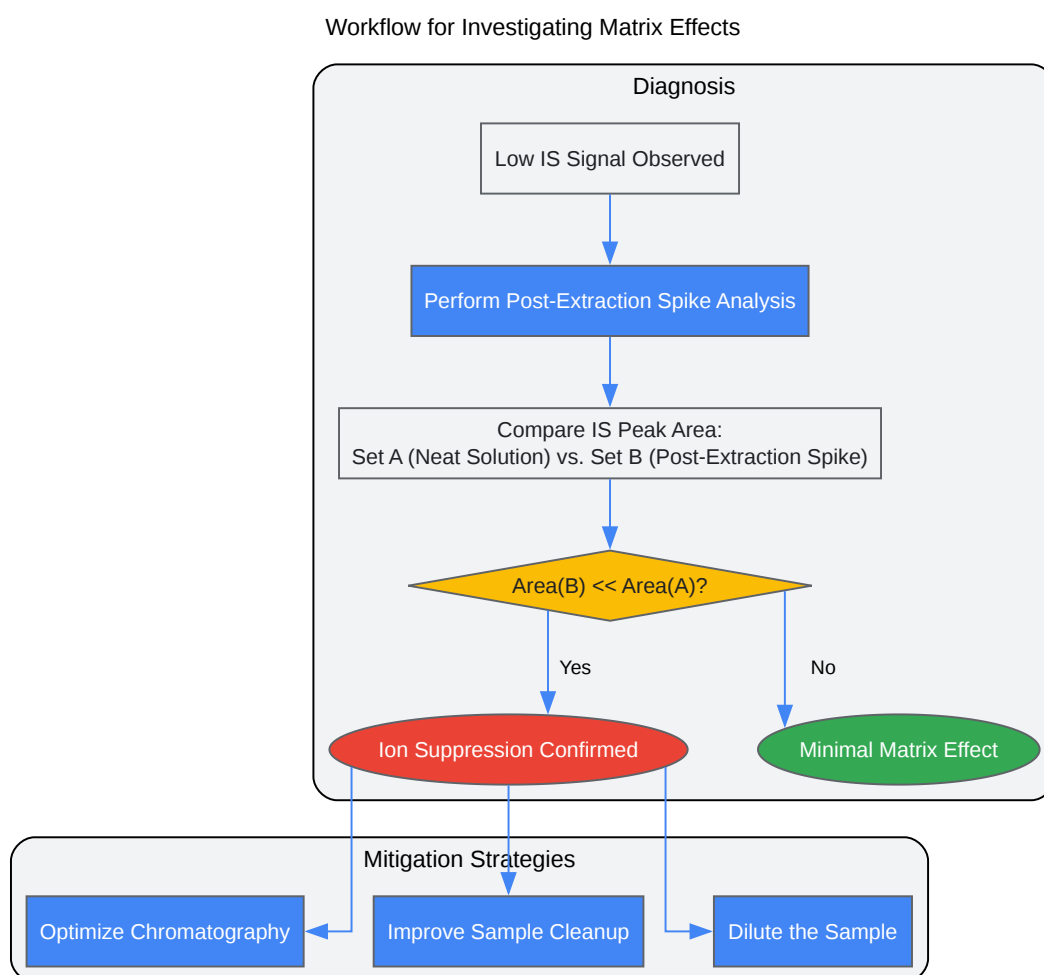 Workflow for Investigating Matrix Effects
Diagnosis
Low IS Signal Observed
Perform Post-Extraction Spike Analysis
Compare IS Peak Area:
Set A (Neat Solution) vs. Set B (Post-Extraction Spike)
Area(B) << Area(A)?
Yes
No
Ion Suppression Confirmed
Minimal Matrix Effect
Mitigation Strategies
Optimize Chromatography
Improve Sample Cleanup
Dilute the Sample